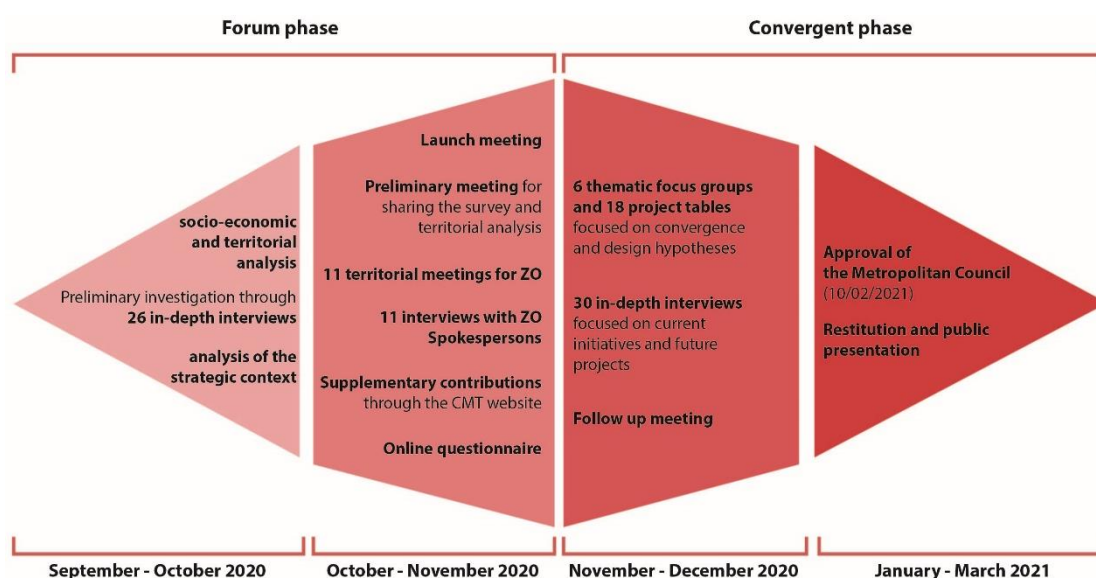 Forum phase
Convergent phase
socio-economic
and territorial
analysis
Preliminary investigation through
26 in-depth interviews
analysis of the
strategic context
Launch meeting
Preliminary meeting for
sharing the survey and
territorial analysis
11 territorial meetings for ZO
11 interviews with ZO
Spokespersons
Supplementary contributions
through the CMT website
Online questionnaire
6 thematic focus groups
and 18 project tables
focused on convergence
and design hypotheses
30 in-depth interviews
focused on current
initiatives and future
projects
Follow up meeting
Approval of
the Metropolitan Council
(10/02/2021)
Restitution and public
presentation
September - October 2020
October - November 2020
November - December 2020
January - March 2021